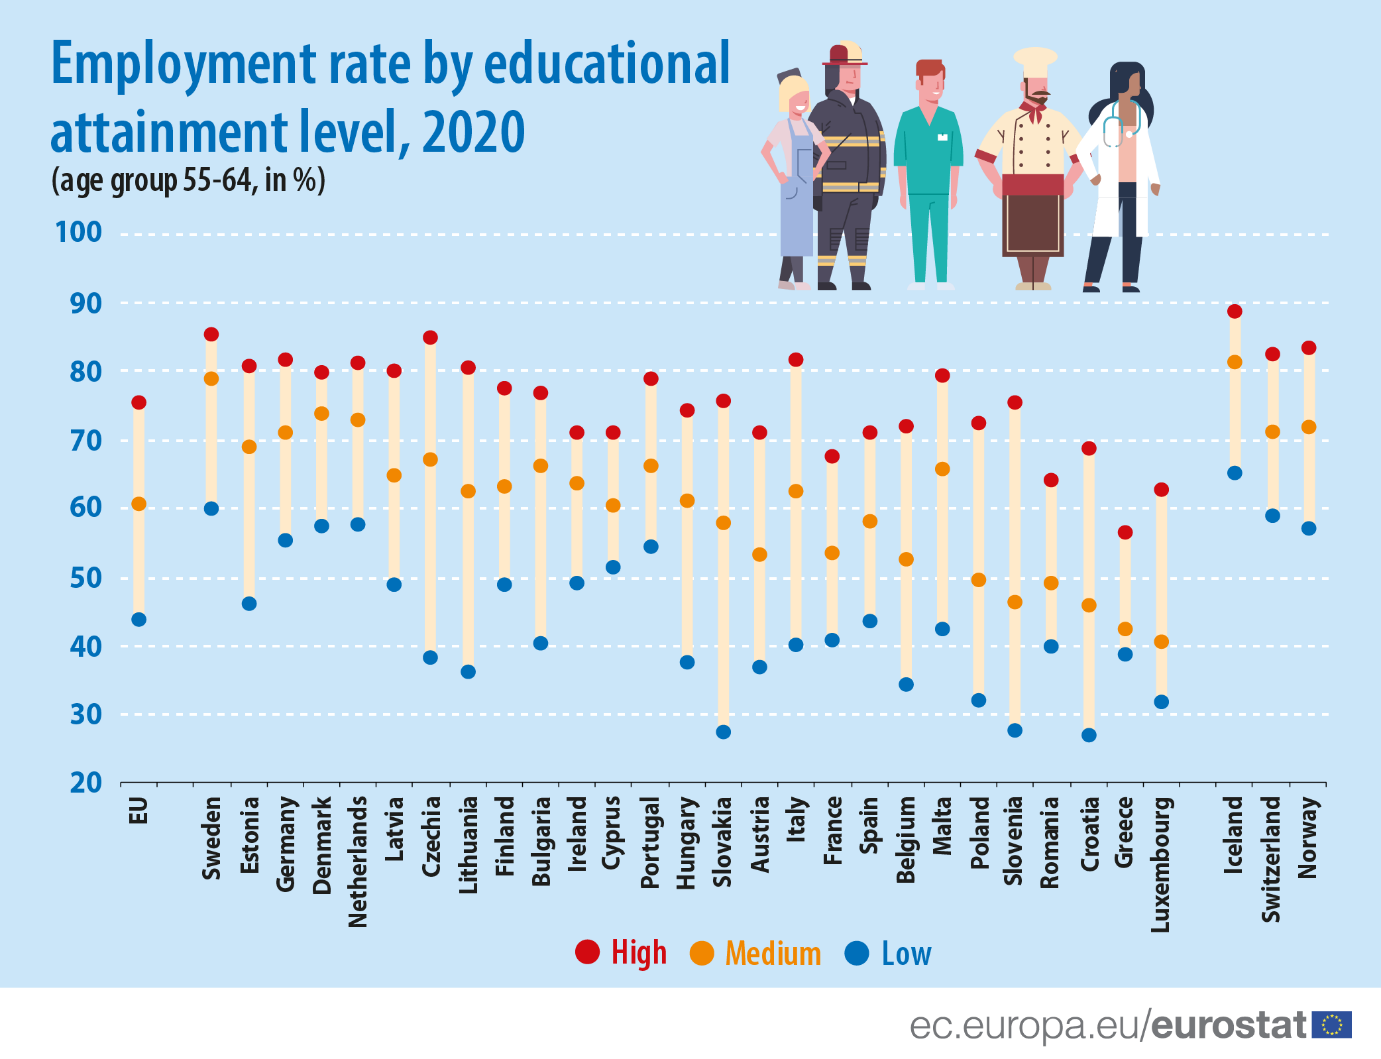 Employment rate by educational
attainment level, 2020
(age group 55-64, in %)
100
90
80
70
60
50
40
30
20
EU
Sweden
Estonia
Germany
Denmark
Netherlands
Latvia
Czechia
Lithuania
Finland
Bulgaria
Ireland
Cyprus
Portugal
Hungary
Slovakia
Austria
Italy
France
Spain
Belgium
Malta
Poland
Slovenia
Romania
Croatia
Greece
Luxembourg
Iceland
Switzerland
Norway
High Medium Low
ec.europa.eu/eurostat